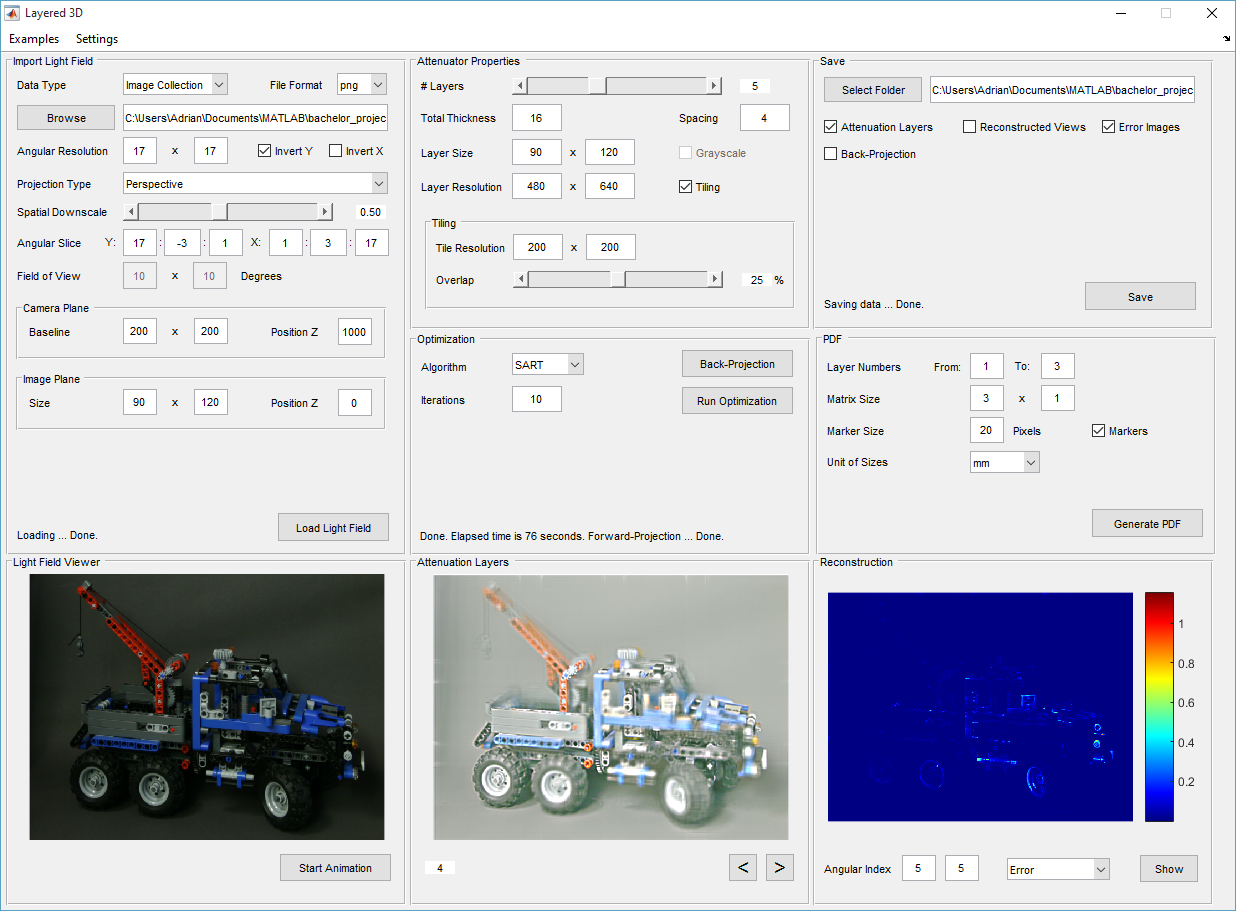 Layered 3D
Examples Settings
Import Light Field
Data Type Image Collection File Format png
Browse C:\Users\Adrian\Documents\MATLAB\bachelor_projec
Angular Resolution 17 x 17 Invert Y Invert X
Projection Type Perspective
Spatial Downscale 0.50
Angular Slice Y: 17 : -3 : 1 X: 1 : 3 : 17
Field of View 10 x 10 Degrees
Camera Plane
Baseline 200 x 200 Position Z 1000
Image Plane
Size 90 x 120 Position Z 0
Loading ... Done. Load Light Field
Attenuator Properties
# Layers 5
Total Thickness 16 Spacing 4
Layer Size 90 x 120 Grayscale
Layer Resolution 480 x 640 Tiling
Tiling
Tile Resolution 200 x 200
Overlap 25 %
Optimization
Algorithm SART Back-Projection
Iterations 10 Run Optimization
Done. Elapsed time is 76 seconds. Forward-Projection ... Done.
Save
Select Folder C:\Users\Adrian\Documents\MATLAB\bachelor_projec
Attenuation Layers Reconstructed Views Error Images
Back-Projection
Saving data ... Done. Save
PDF
Layer Numbers From: 1 To: 3
Matrix Size 3 x 1
Marker Size 20 Pixels Markers
Unit of Sizes mm
Generate PDF
Light Field Viewer
Start Animation
Attenuation Layers
4 < >
Reconstruction
1
0.8
0.6
0.4
0.2
Angular Index 5 5 Error Show